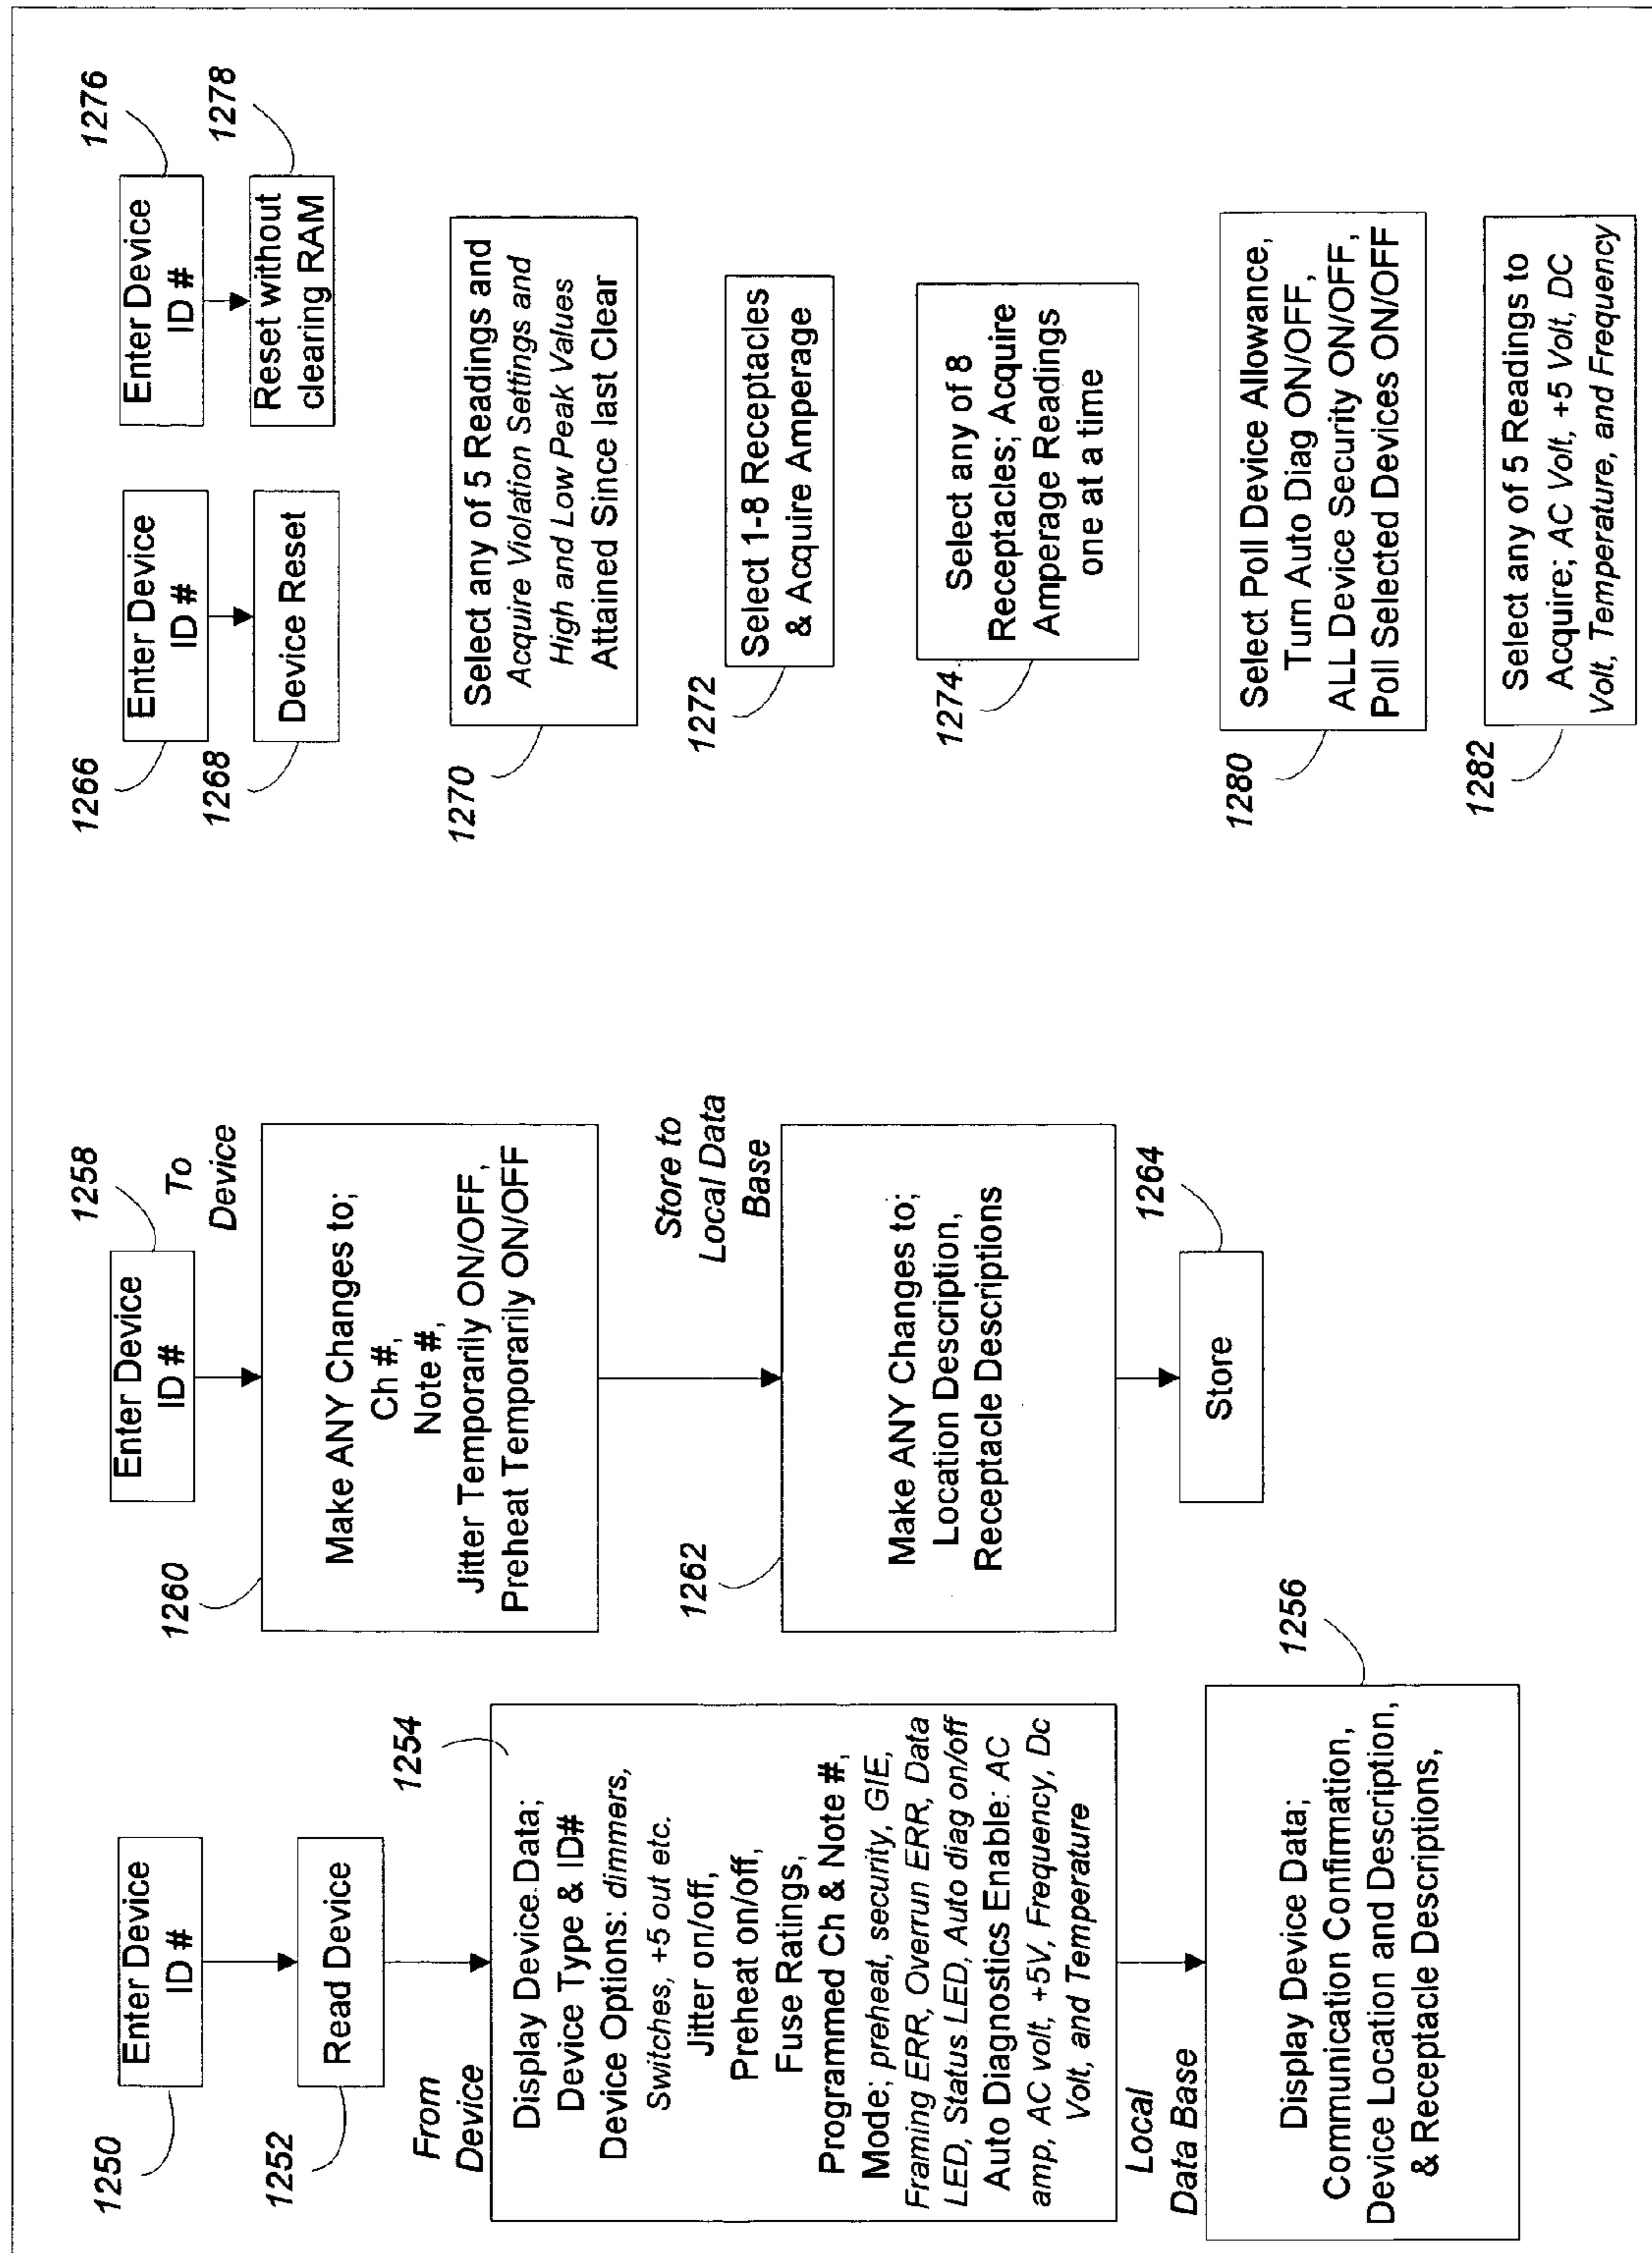 1250
Enter Device
ID #
1252
Read Device
From
Device
1254
Display Device Data;
Device Type & ID#
Device Options: dimmers,
Switches, +5 out etc.
Jitter on/off,
Preheat on/off,
Fuse Ratings,
Programmed Ch & Note #,
Mode; preheat, security, GIE,
Framing ERR, Overrun ERR, Data
LED, Status LED, Auto diag on/off
Auto Diagnostics Enable: AC
amp, AC volt, +5V, Frequency, Dc
Volt, and Temperature
Local
Data Base
1256
Display Device Data;
Communication Confirmation,
Device Location and Description,
& Receptacle Descriptions,
1258
Enter Device
ID #
To
Device
1260
Make ANY Changes to;
Ch #,
Note #,
Jitter Temporarily ON/OFF,
Preheat Temporarily ON/OFF
Store to
Local Data
Base
1262
Make ANY Changes to;
Location Description,
Receptacle Descriptions
1264
Store
1266
Enter Device
ID #
1268
Device Reset
1276
Enter Device
ID #
1278
Reset without
clearing RAM
1270
Select any of 5 Readings and
Acquire Violation Settings and
High and Low Peak Values
Attained Since last Clear
1272
Select 1-8 Receptacles
& Acquire Amperage
1274
Select any of 8
Receptacles; Acquire
Amperage Readings
one at a time
1280
Select Poll Device Allowance,
Turn Auto Diag ON/OFF,
ALL Device Security ON/OFF,
Poll Selected Devices ON/OFF
1282
Select any of 5 Readings to
Acquire; AC Volt, +5 Volt, DC
Volt, Temperature, and Frequency